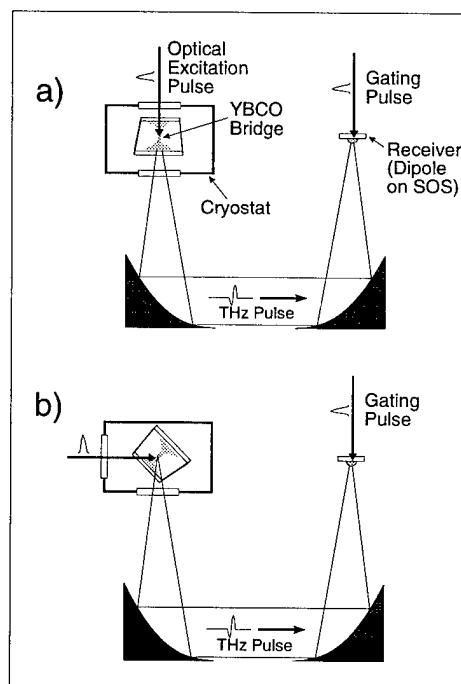 a)
Optical
Excitation
Pulse
YBCO
Bridge
Cryostat
Gating
Pulse
Receiver
(Dipole
on SOS)
THz Pulse
b)
Gating
Pulse
THz Pulse